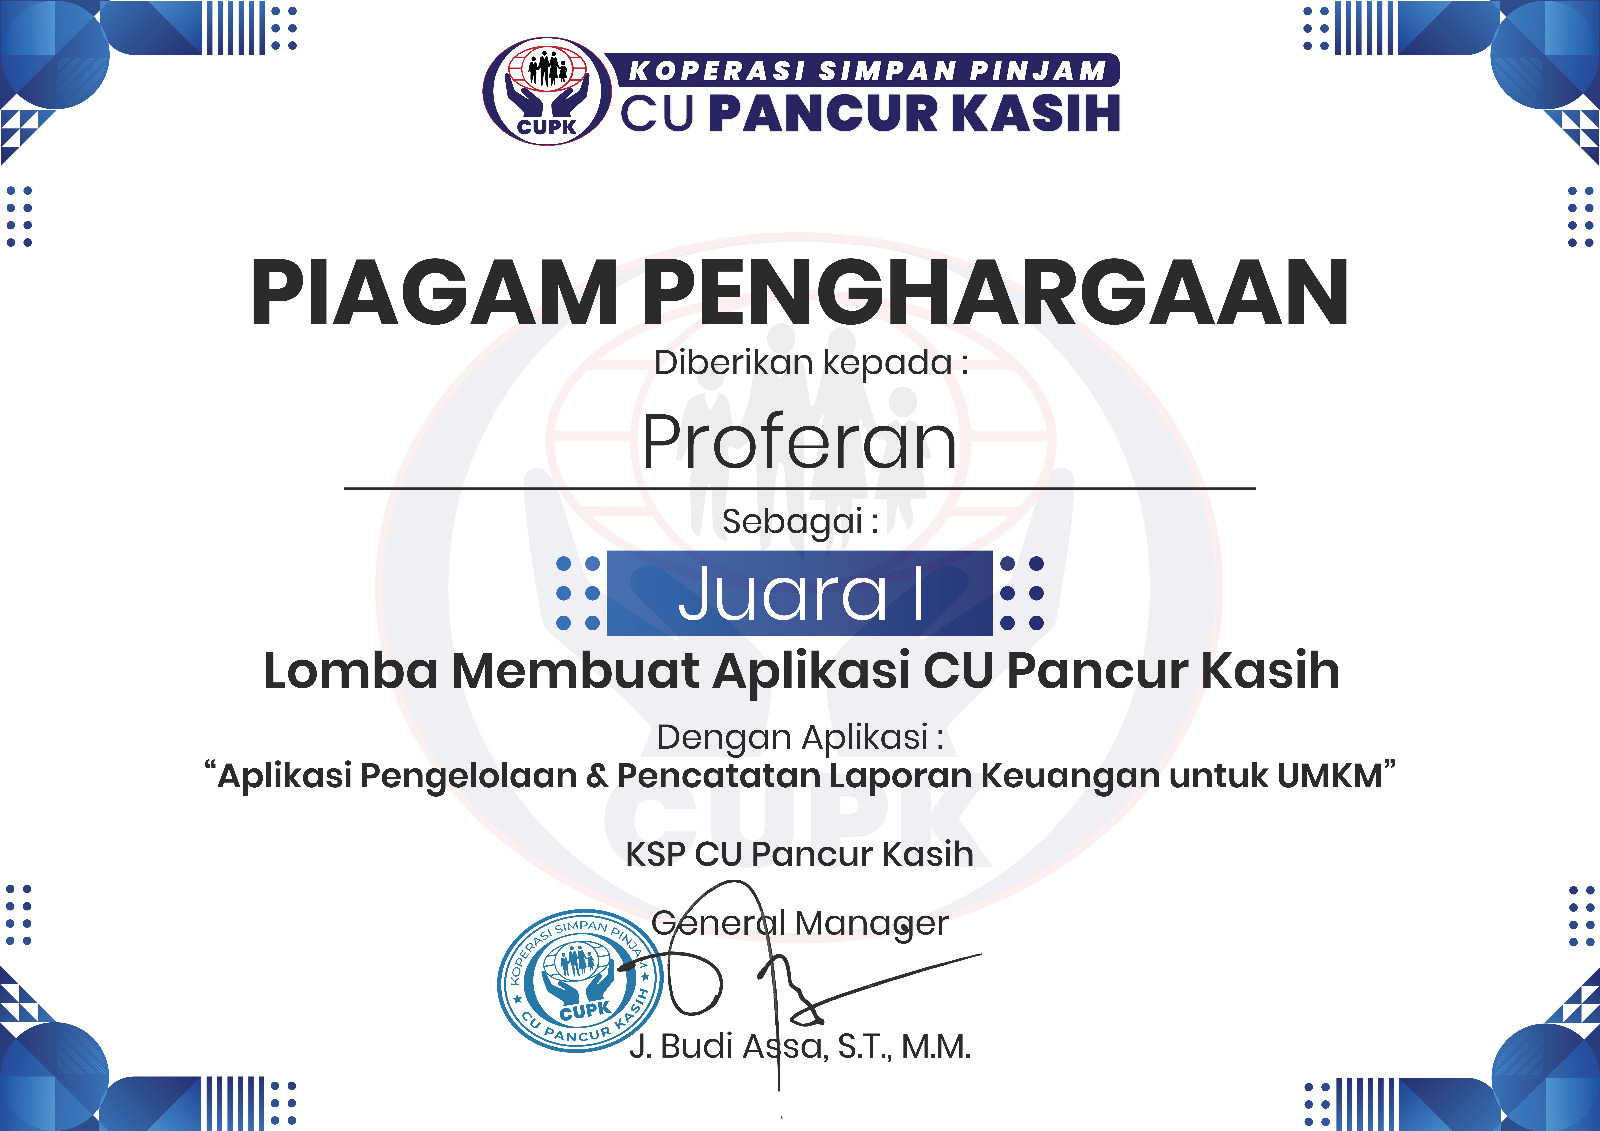 KOPERASI SIMPAN PINJAM
CU PANCUR KASIH
CUPK
PIAGAM PENGHARGAAN
Diberikan kepada :
Proferan
Sebagai :
Juara I
Lomba Membuat Aplikasi CU Pancur Kasih
Dengan Aplikasi :
“Aplikasi Pengelolaan & Pencatatan Laporan Keuangan untuk UMKM”
CUPK
KSP CU Pancur Kasih
General Manager
KOPERASI SIMPAN PINJAM
CUPK
CU PANCUR KASIH
J. Budi Assa, S.T., M.M.